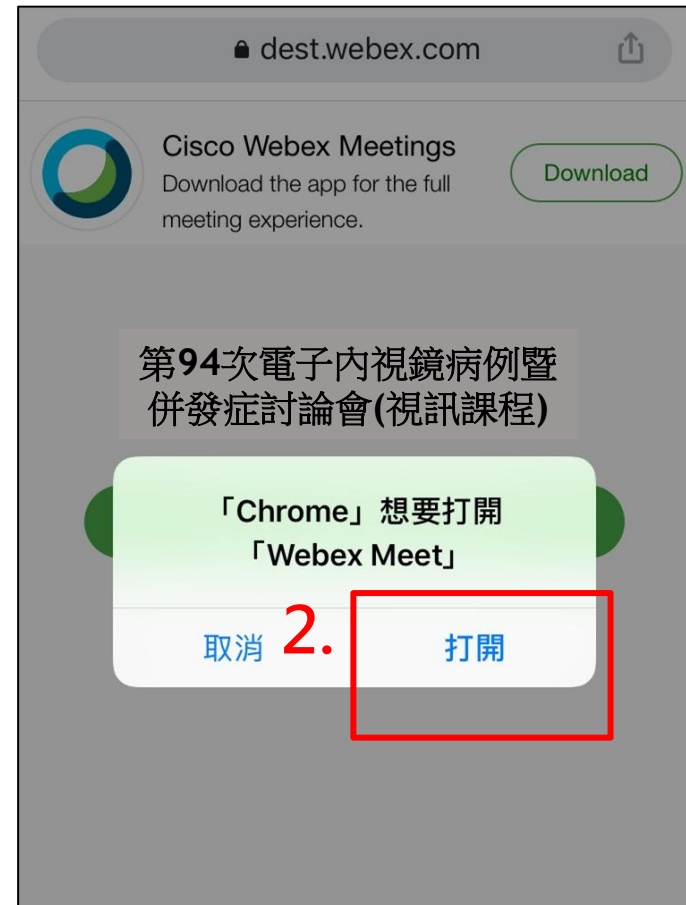 dest.webex.com
Cisco Webex Meetings
Download the app for the full
meeting experience.
Download
第94次電子內視鏡病例暨
併發症討論會(視訊課程)
「Chrome」想要打開
「Webex Meet」
取消
2.
打開